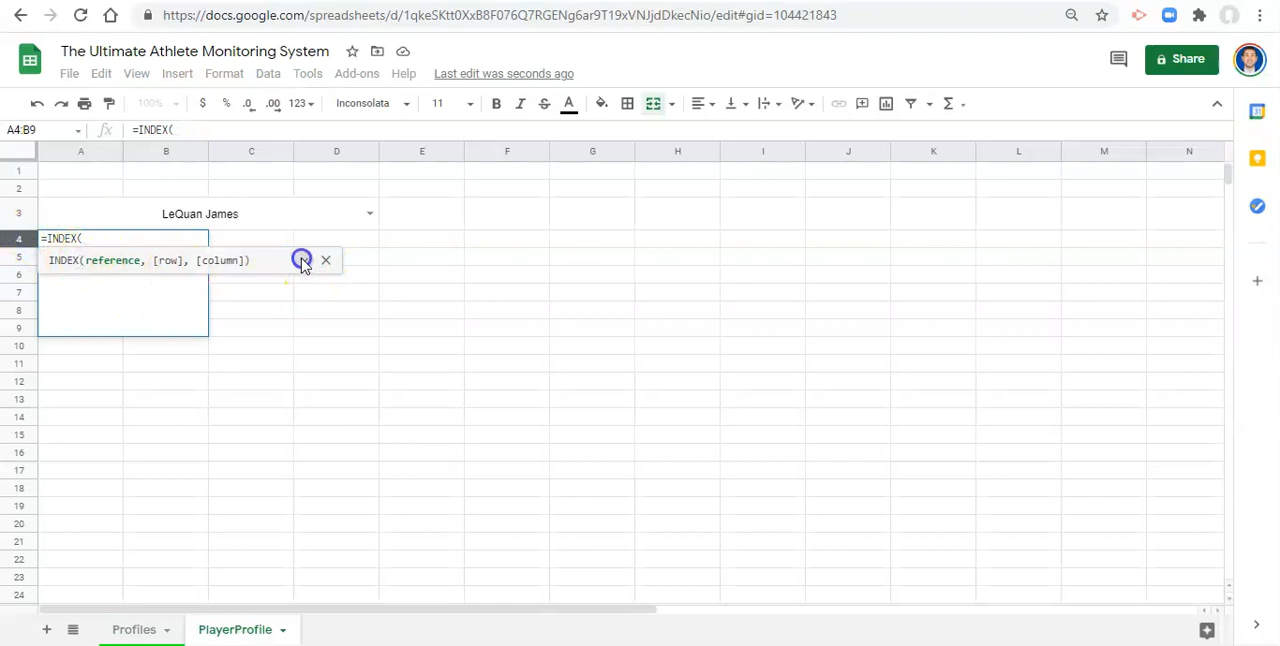 https://docs.google.com/spreadsheets/d/1qkeSKtt0XxB8F076Q7RGENg6ar9T19xVNJjdDkecNio/edit#gid=104421843
The Ultimate Athlete Monitoring System
Share
File Edit View Insert Format Data Tools Add-ons Help Last edit was seconds ago
100% $ % .0 .00 123 Inconsolata 11 B I S A Σ
A4:B9 fx =INDEX(
A B C D E F G H I J K L M N
1
2
3 LeQuan James
4 =INDEX(
5 INDEX(reference, [row], [column])
6
7
8
9
10
11
12
13
14
15
16
17
18
19
20
21
22
23
24
Profiles PlayerProfile